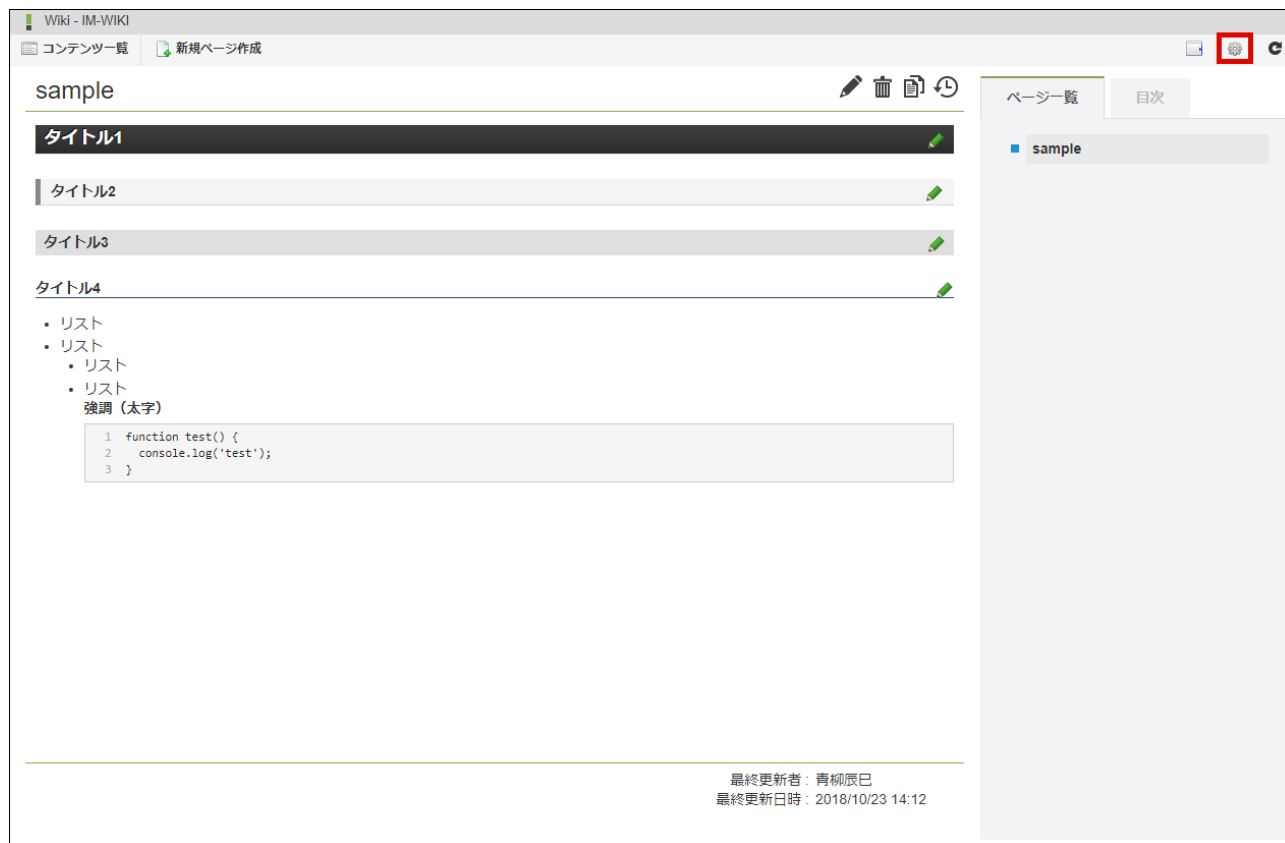 Wiki - IM-WIKI
コンテンツ一覧 新規ページ作成
sample
ページ一覧 目次
タイトル1
sample
タイトル2
タイトル3
タイトル4
• リスト
• リスト
• リスト
• リスト
強調（太字）
1 function test() {
2 console.log('test');
3 }
最終更新者 : 青柳辰巳
最終更新日時 : 2018/10/23 14:12